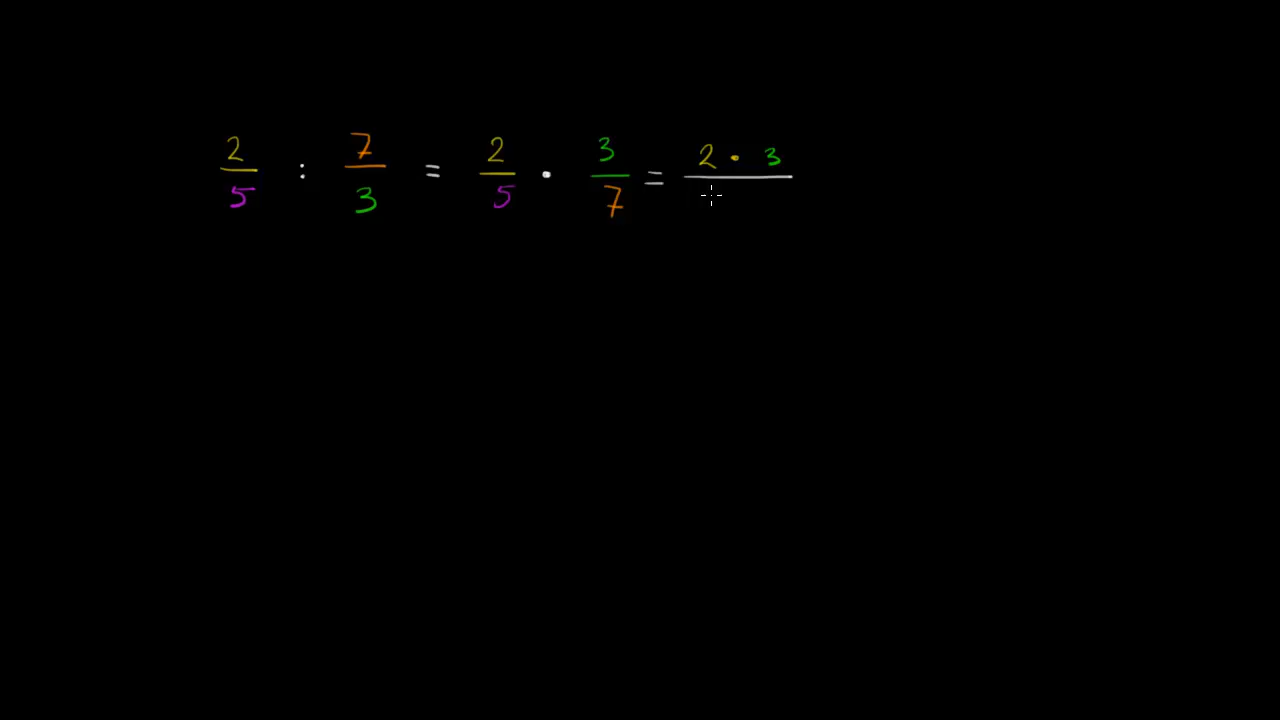 2/5 : 7/3 = 2/5 · 3/7 = 2 · 3/